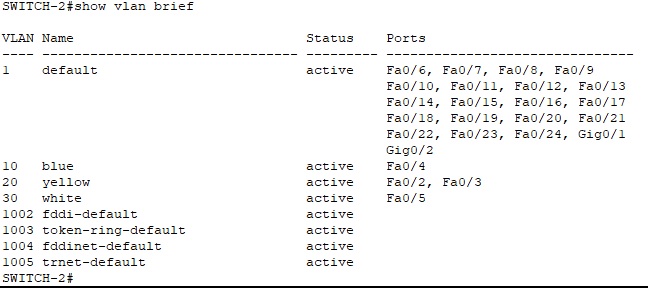 SWITCH-2#show vlan brief
VLAN Name                             Status    Ports
---- -------------------------------- --------- -------------------------------
1    default                          active    Fa0/6, Fa0/7, Fa0/8, Fa0/9
                                                Fa0/10, Fa0/11, Fa0/12, Fa0/13
                                                Fa0/14, Fa0/15, Fa0/16, Fa0/17
                                                Fa0/18, Fa0/19, Fa0/20, Fa0/21
                                                Fa0/22, Fa0/23, Fa0/24, Gig0/1
                                                Gig0/2
10   blue                             active    Fa0/4
20   yellow                           active    Fa0/2, Fa0/3
30   white                            active    Fa0/5
1002 fddi-default                     active
1003 token-ring-default               active
1004 fddinet-default                  active
1005 trnet-default                    active
SWITCH-2#